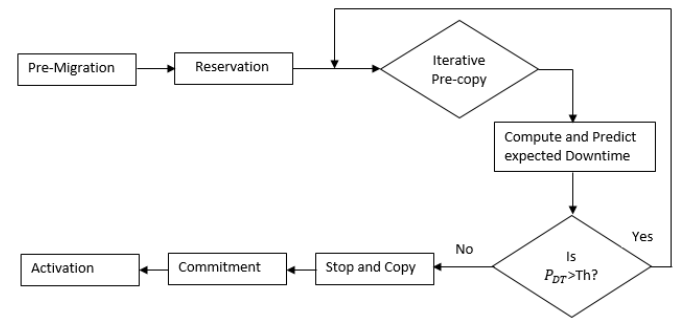 Pre-Migration
Reservation
Iterative
Pre-copy
Compute and Predict
expected Downtime
Is
P_DT>Th?
Yes
No
Stop and Copy
Commitment
Activation